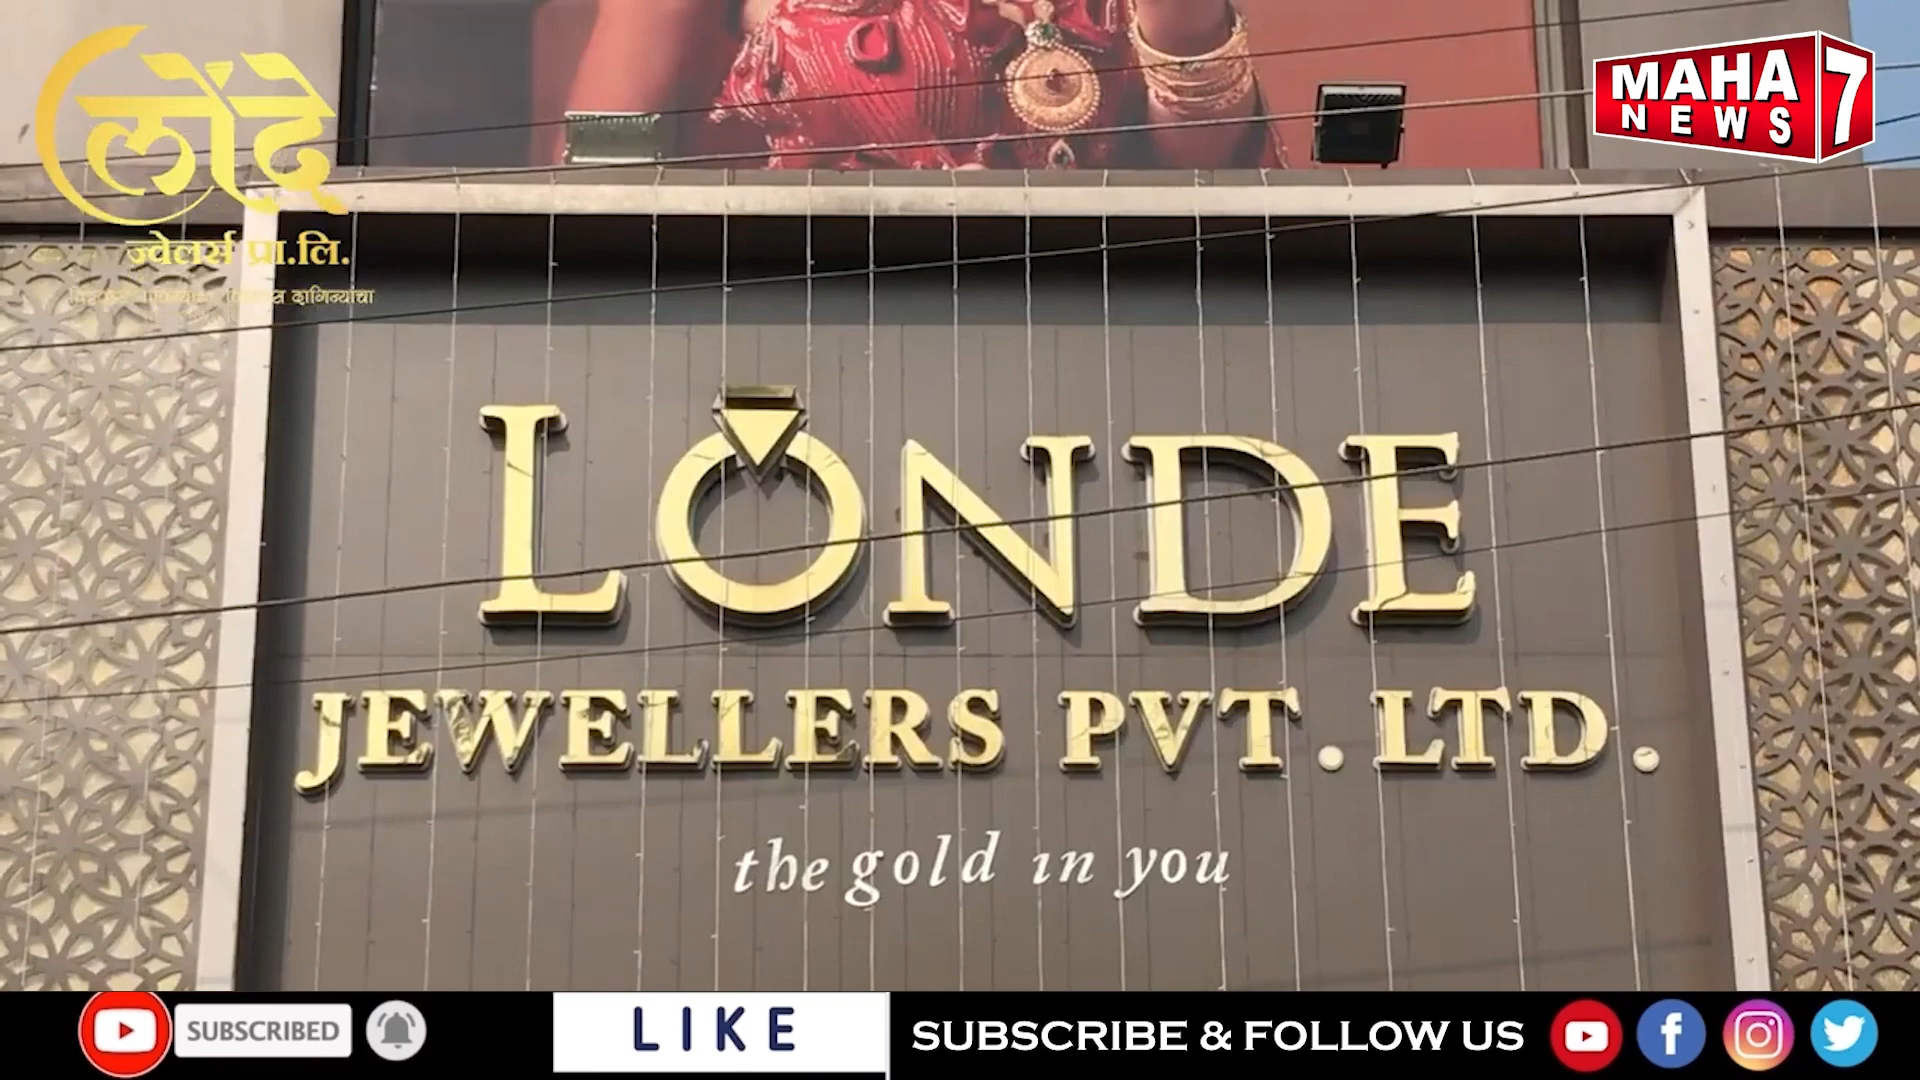 लोंदे
ज्वेलर्स प्रा.लि.
दागिन्यांचा
MAHA
NEWS
7
LONDE
JEWELLERS PVT. LTD.
the gold in you
SUBSCRIBED
LIKE
SUBSCRIBE & FOLLOW US